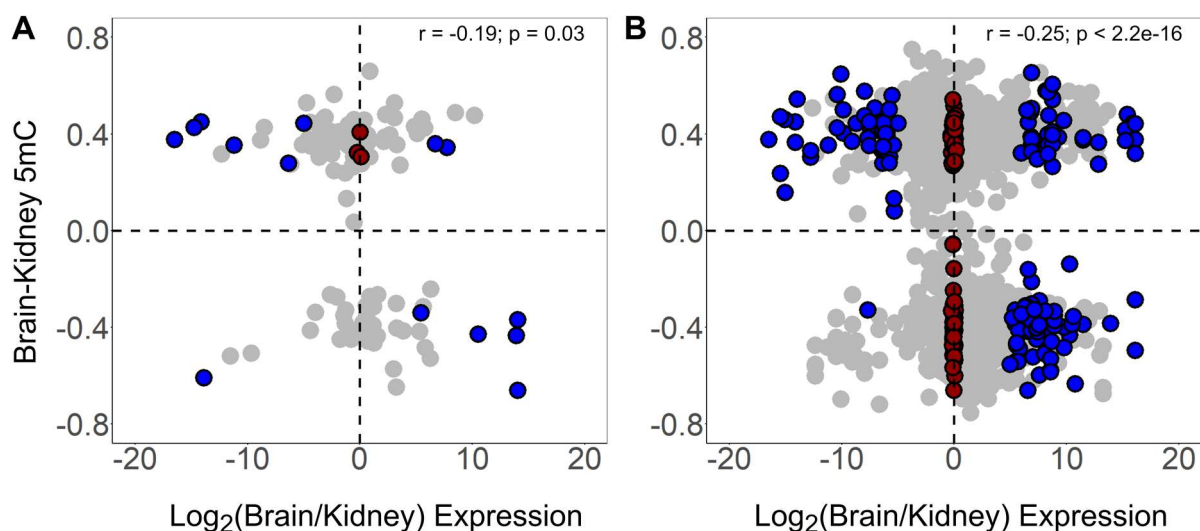 A
r = -0.19; p = 0.03
0.8
0.4
0.0
-0.4
-0.8
-20
-10
0
10
20
Brain-Kidney 5mC
Log₂(Brain/Kidney) Expression
B
r = -0.25; p < 2.2e-16
0.8
0.4
0.0
-0.4
-0.8
-20
-10
0
10
20
Log₂(Brain/Kidney) Expression